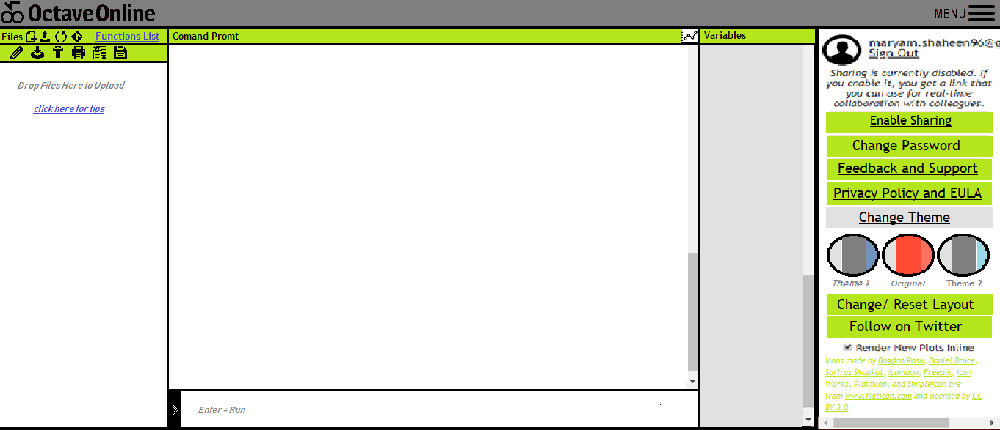 Octave Online
MENU
Files
Functions List
Comand Promt
Variables
Drop Files Here to Upload
click here for tips
Enter = Run
maryam.shaheen96@g
Sign Out
Sharing is currently disabled. If
you enable it, you get a link that
you can use for real-time
collaboration with colleagues.
Enable Sharing
Change Password
Feedback and Support
Privacy Policy and EULA
Change Theme
Theme 1
Original
Theme 2
Change/ Reset Layout
Follow on Twitter
Render New Plots Inline
Icons made by Bogdan Rosu, Daniel Bruce,
Sarfraz Shoukat, Icomoon, Freepik, Icon
Works, Plainicon, and SimpleIcon are
from www.flaticon.com and licensed by CC
BY 3.0.